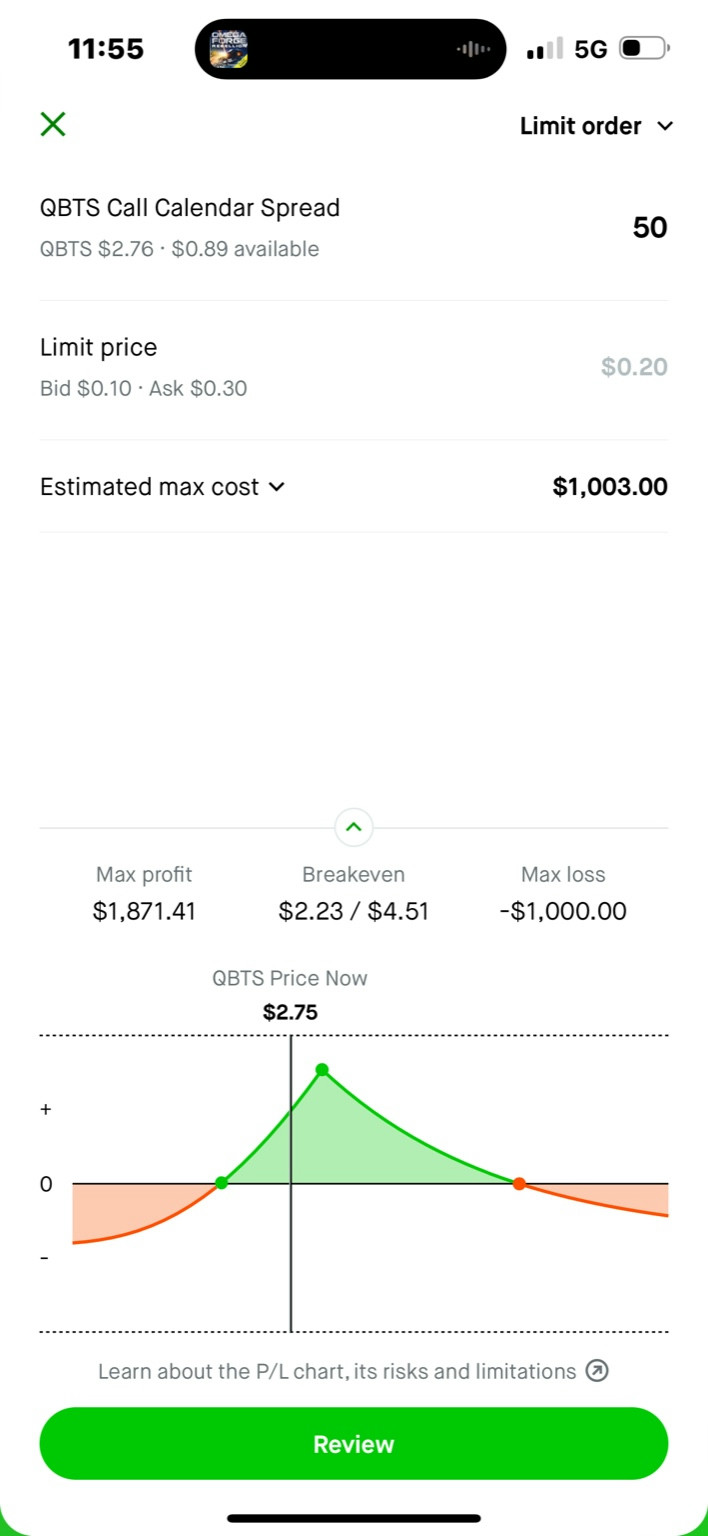 11:55
OMEGA
FORCE
5G
Limit order
QBTS Call Calendar Spread
50
QBTS $2.76 · $0.89 available
Limit price
$0.20
Bid $0.10 · Ask $0.30
Estimated max cost
$1,003.00
Max profit
Breakeven
Max loss
$1,871.41
$2.23 / $4.51
-$1,000.00
QBTS Price Now
$2.75
+
0
-
Learn about the P/L chart, its risks and limitations
Review